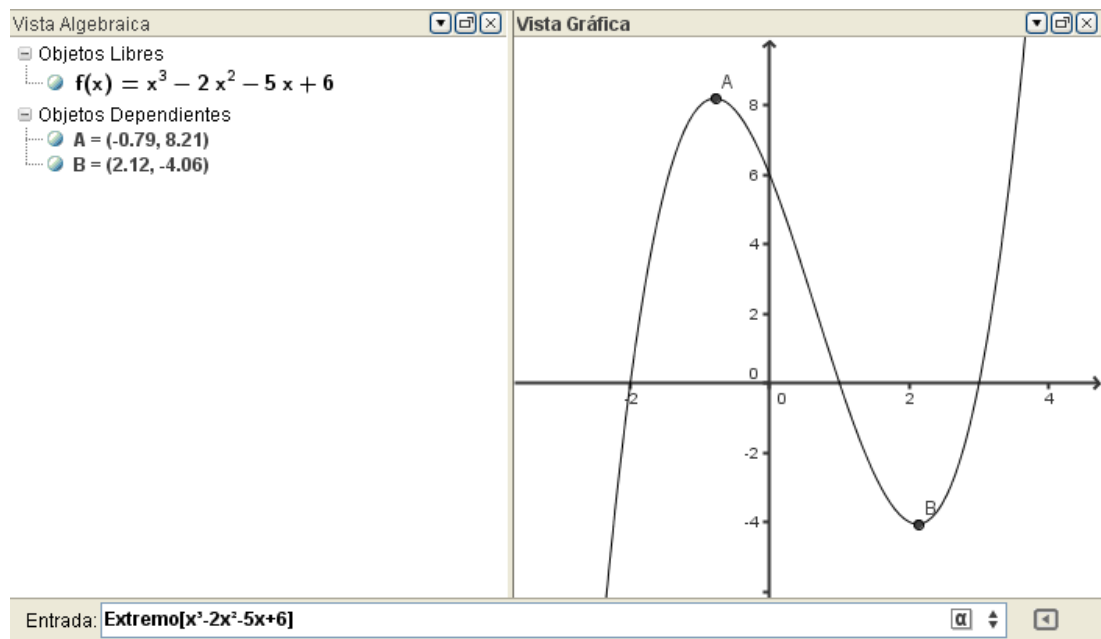 Vista Algebraica
Objetos Libres
f(x) = x³ − 2 x² − 5 x + 6
Objetos Dependientes
A = (-0.79, 8.21)
B = (2.12, -4.06)
Vista Gráfica
A
8
6
4
2
0
-2
0
2
4
-2
B
-4
Entrada: Extremo[x³-2x²-5x+6]
α